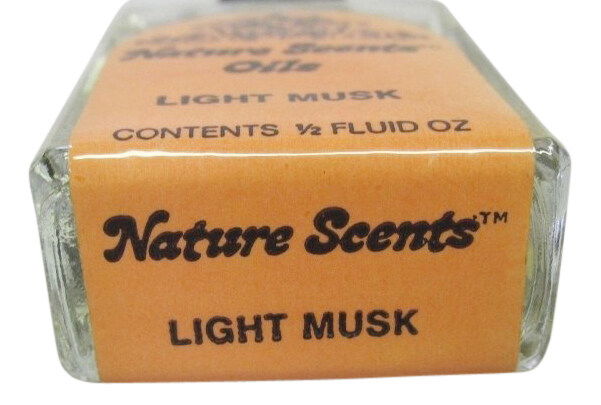 Nature Scents™
Oils
LIGHT MUSK
CONTENTS ½ FLUID OZ
Nature Scents™
LIGHT MUSK